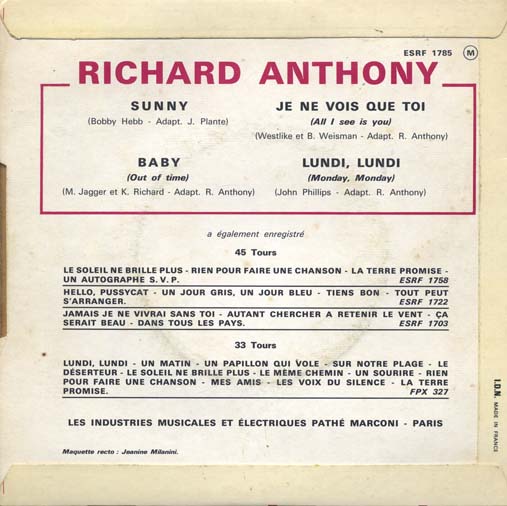 ESRF 1785 M
RICHARD ANTHONY
SUNNY
(Bobby Hebb - Adapt. J. Plante)
JE NE VOIS QUE TOI
(All I see is you)
(Westlike et B. Weisman - Adapt. R. Anthony)
BABY
(Out of time)
(M. Jagger et K. Richard - Adapt. R. Anthony)
LUNDI, LUNDI
(Monday, Monday)
(John Phillips - Adapt. R. Anthony)
a également enregistré
45 Tours
LE SOLEIL NE BRILLE PLUS - RIEN POUR FAIRE UNE CHANSON - LA TERRE PROMISE -
UN AUTOGRAPHE S.V.P. ESRF 1758
HELLO, PUSSYCAT - UN JOUR GRIS, UN JOUR BLEU - TIENS BON - TOUT PEUT
S'ARRANGER. ESRF 1722
JAMAIS JE NE VIVRAI SANS TOI - AUTANT CHERCHER A RETENIR LE VENT - ÇA
SERAIT BEAU - DANS TOUS LES PAYS. ESRF 1703
33 Tours
LUNDI, LUNDI - UN MATIN - UN PAPILLON QUI VOLE - SUR NOTRE PLAGE - LE
DÉSERTEUR - LE SOLEIL NE BRILLE PLUS - LE MÊME CHEMIN - UN SOURIRE - RIEN
POUR FAIRE UNE CHANSON - MES AMIS - LES VOIX DU SILENCE - LA TERRE
PROMISE. FPX 327
LES INDUSTRIES MUSICALES ET ÉLECTRIQUES PATHÉ MARCONI - PARIS
Maquette recto : Jeanine Milanini.
I.D.N. MADE IN FRANCE